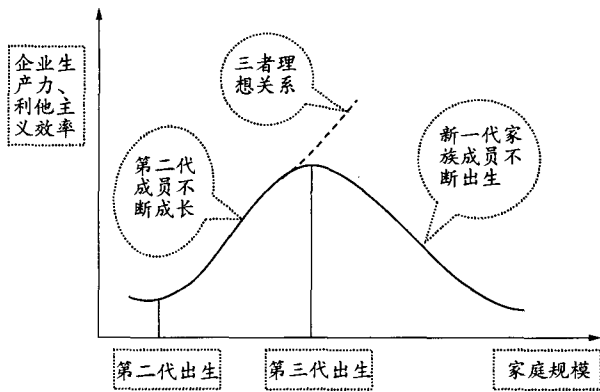 企业生
产力、
利他主
义效率
三者理
想关系
第二代
成员不
断成长
新一代家
族成员不
断出生
第二代出生
第三代出生
家庭规模